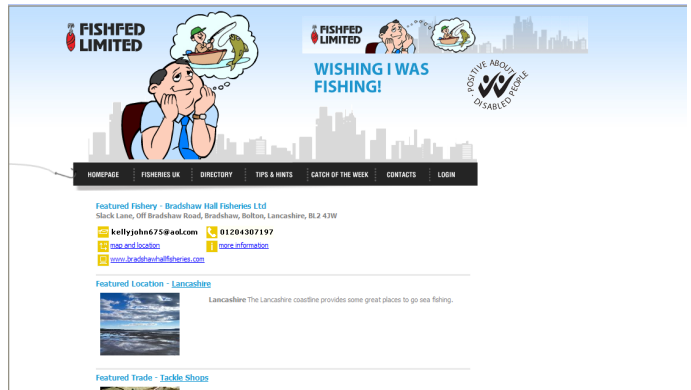 FISHFED
LIMITED
FISHFED
LIMITED
WISHING I WAS
FISHING!
POSITIVE ABOUT
DISABLED PEOPLE
HOMEPAGE
FISHERIES UK
DIRECTORY
TIPS & HINTS
CATCH OF THE WEEK
CONTACTS
LOGIN
Featured Fishery - Bradshaw Hall Fisheries Ltd
Slack Lane, Off Bradshaw Road, Bradshaw, Bolton, Lancashire, BL2 4JW
kellyjohn675@aol.com
01204307197
map and location
more information
www.bradshawhallfisheries.com
Featured Location - Lancashire
Lancashire The Lancashire coastline provides some great places to go sea fishing.
Featured Trade - Tackle Shops